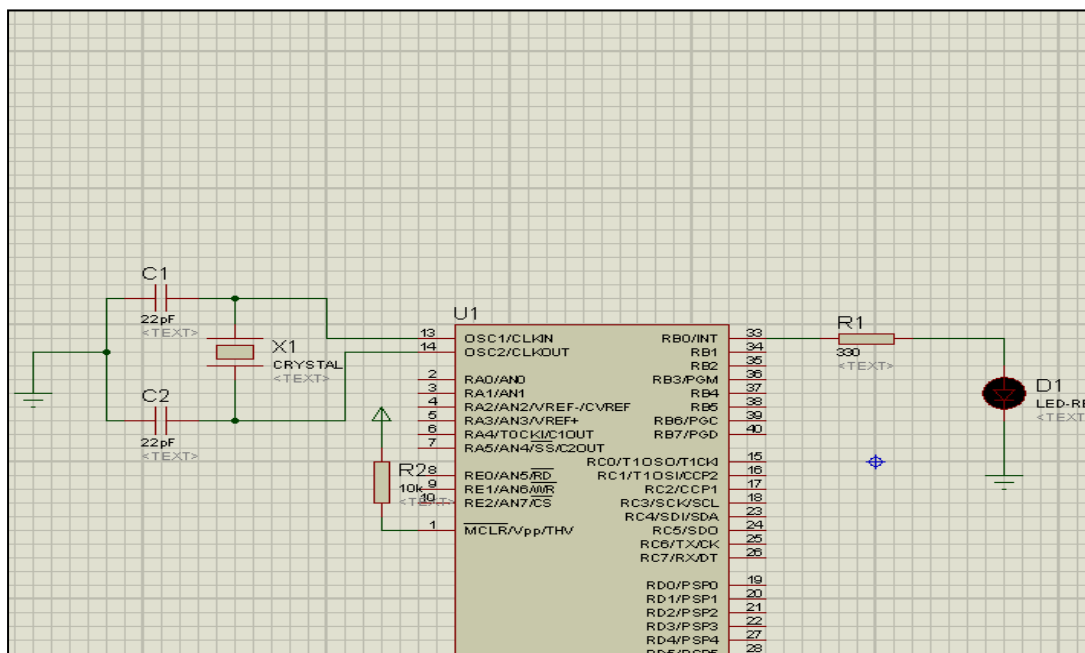 C1
22pF
<TEXT>
X1
CRYSTAL
<TEXT>
C2
22pF
<TEXT>
R2
10k
<TEXT>
U1
13 OSC1/CLKIN
14 OSC2/CLKOUT
2 RA0/AN0
3 RA1/AN1
4 RA2/AN2/VREF-/CVREF
5 RA3/AN3/VREF+
6 RA4/T0CKI/C1OUT
7 RA5/AN4/SS/C2OUT
8 RE0/AN5/RD
9 RE1/AN6/WR
10 RE2/AN7/CS
1 MCLR/Vpp/THV
RB0/INT 33
RB1 34
RB2 35
RB3/PGM 36
RB4 37
RB5 38
RB6/PGC 39
RB7/PGD 40
RC0/T1OSO/T1CKI 15
RC1/T1OSI/CCP2 16
RC2/CCP1 17
RC3/SCK/SCL 18
RC4/SDI/SDA 23
RC5/SDO 24
RC6/TX/CK 25
RC7/RX/DT 26
RD0/PSP0 19
RD1/PSP1 20
RD2/PSP2 21
RD3/PSP3 22
RD4/PSP4 27
RD5/PSP5 28
R1
330
<TEXT>
D1
LED-RE
<TEXT